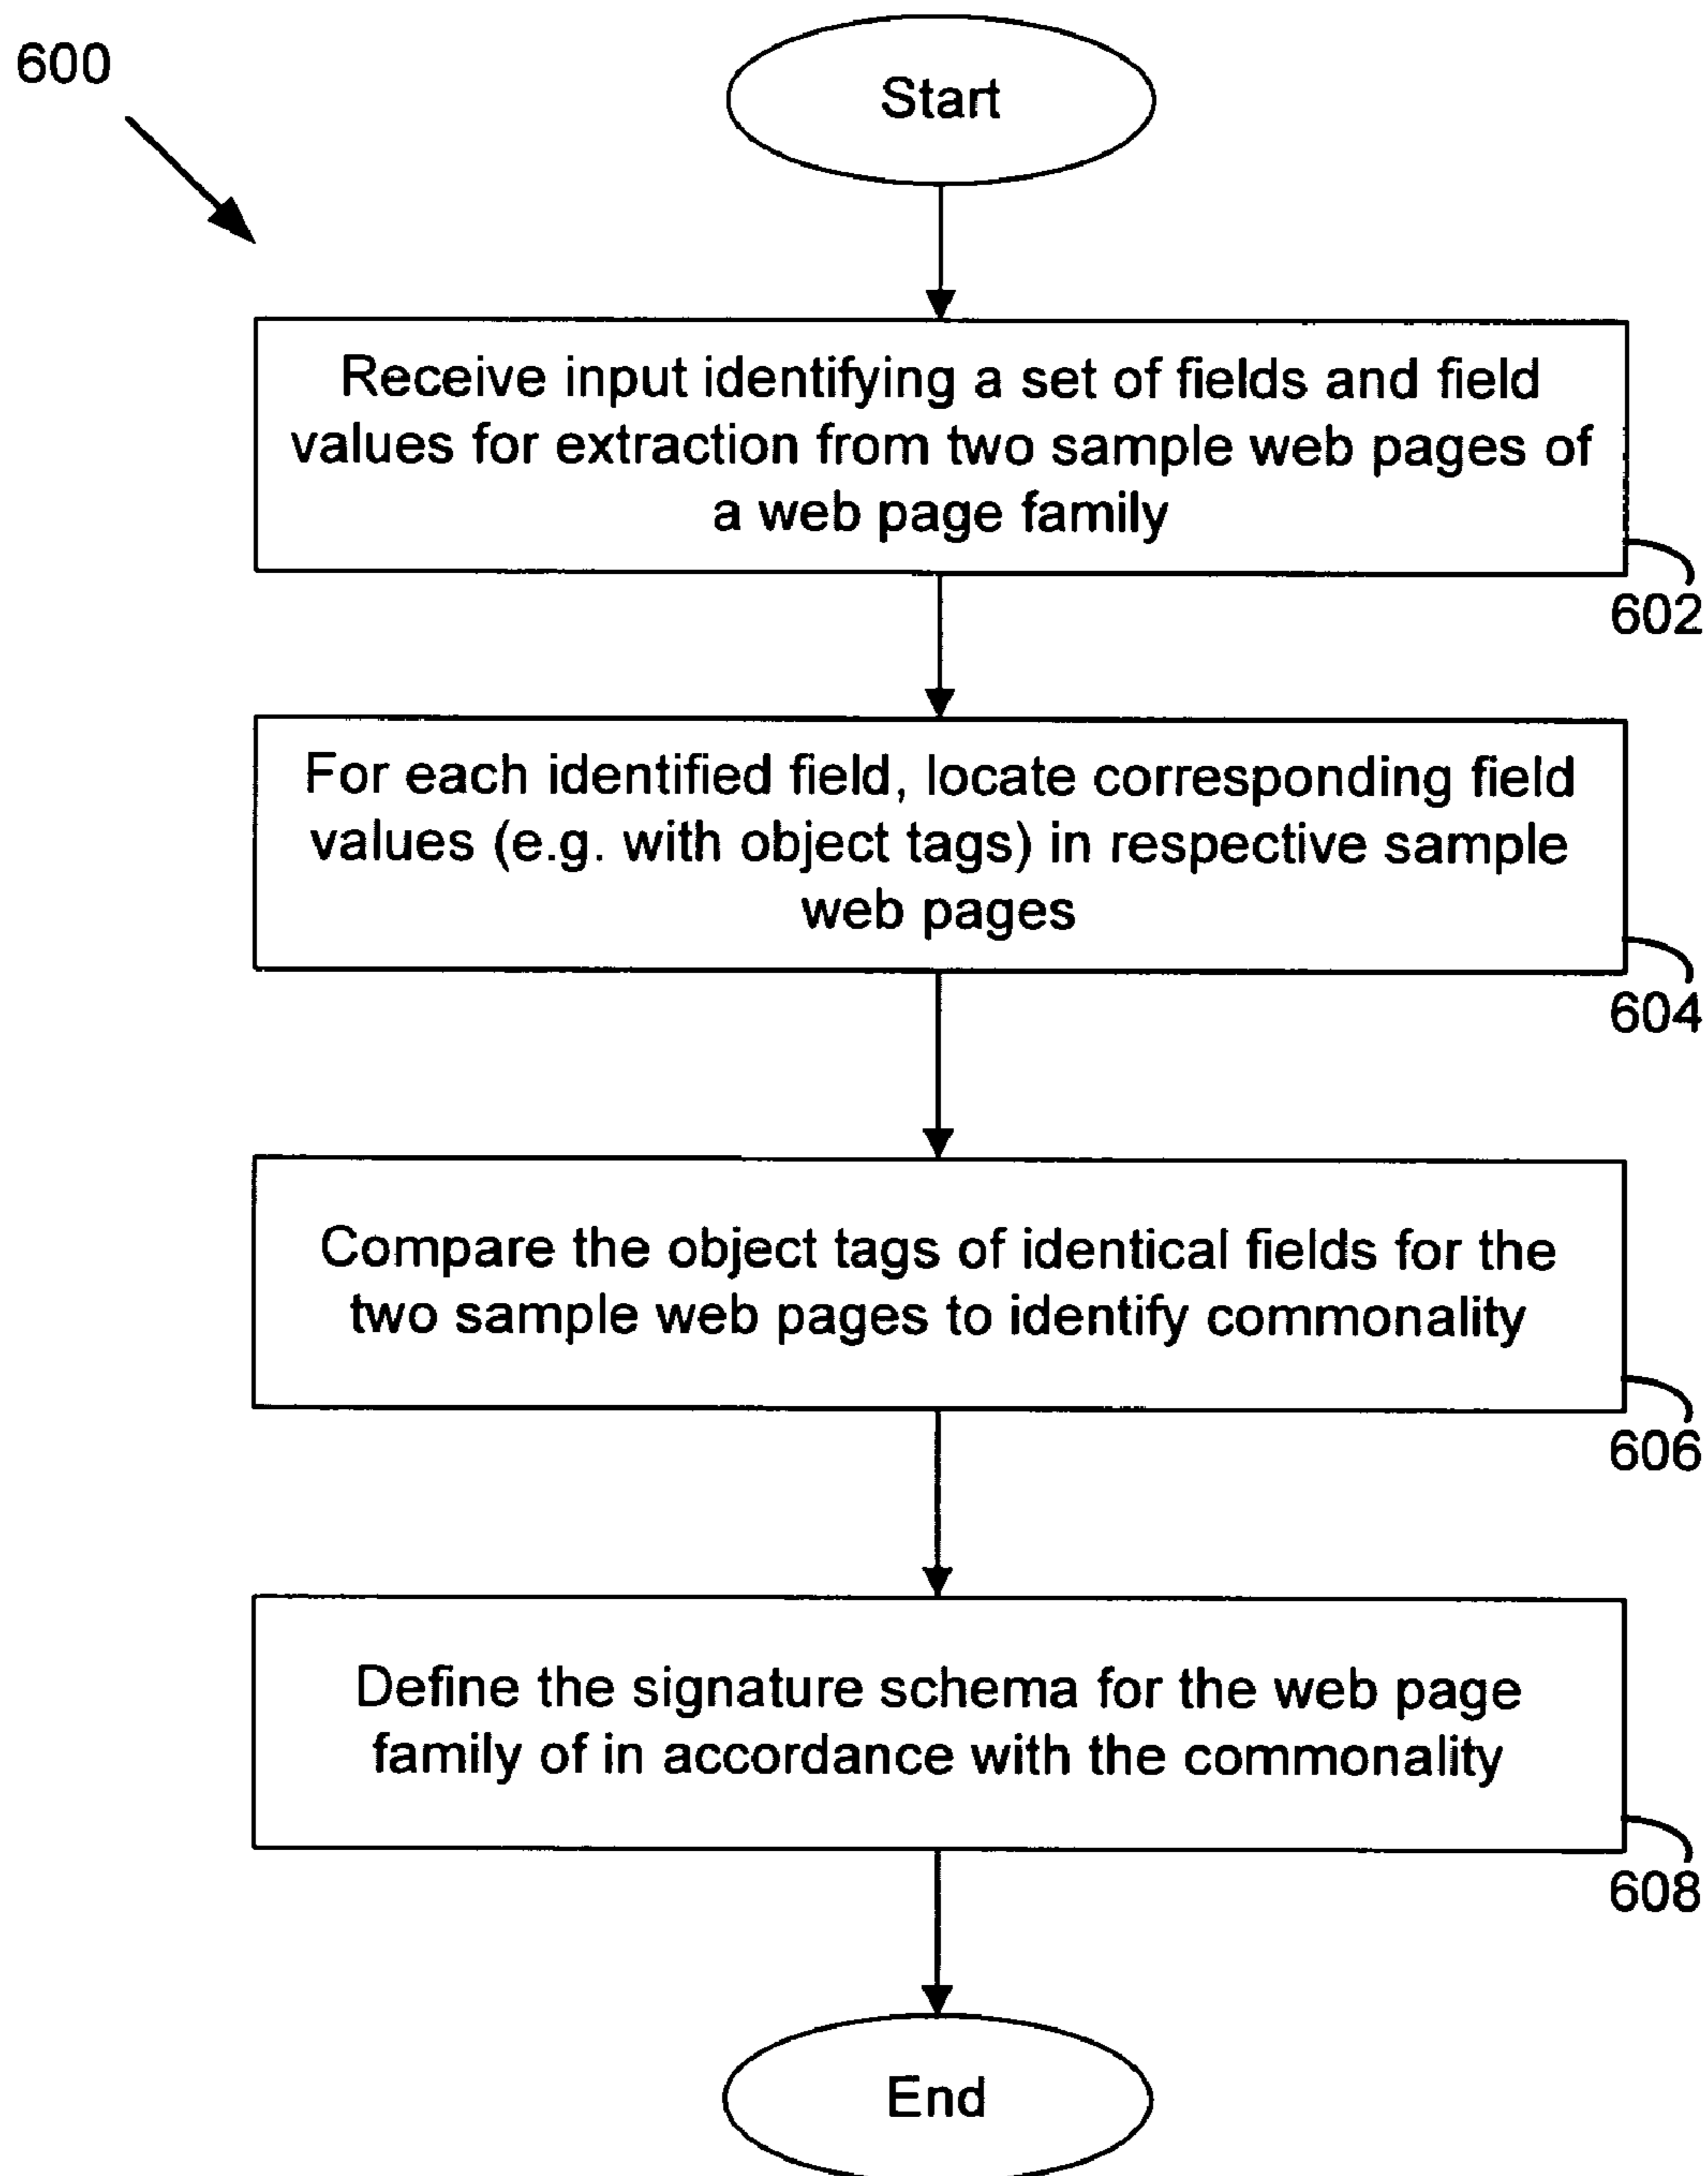 600
Start
Receive input identifying a set of fields and field
values for extraction from two sample web pages of
a web page family
602
For each identified field, locate corresponding field
values (e.g. with object tags) in respective sample
web pages
604
Compare the object tags of identical fields for the
two sample web pages to identify commonality
606
Define the signature schema for the web page
family of in accordance with the commonality
608
End